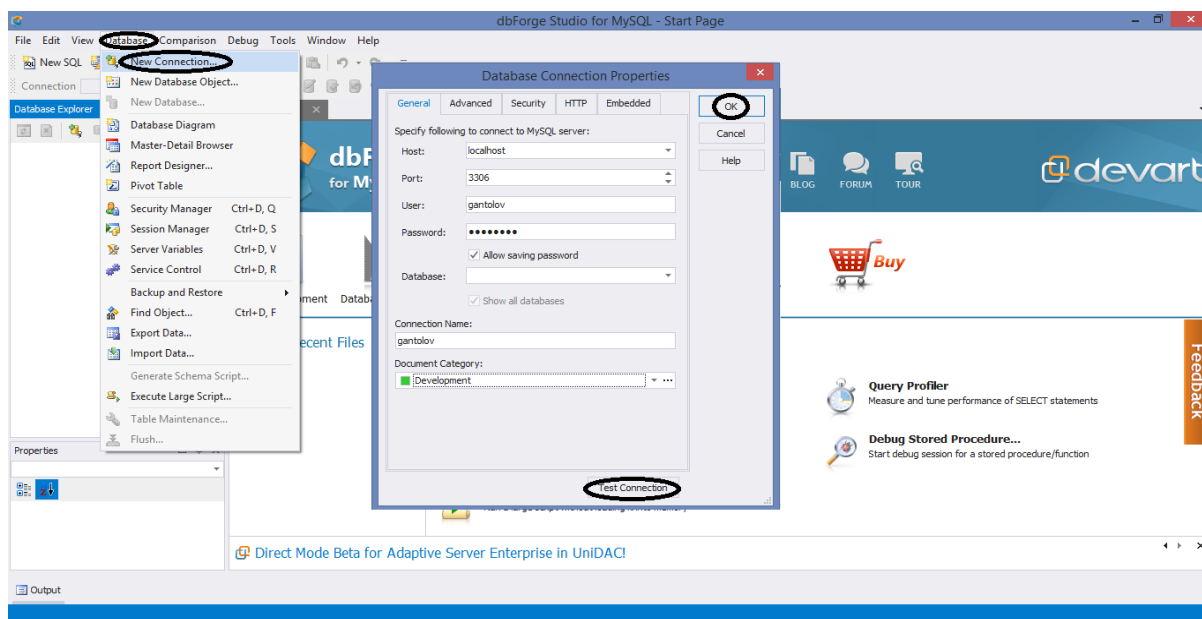 dbForge Studio for MySQL - Start Page
File Edit View Database Comparison Debug Tools Window Help
New SQL
New Connection...
New Database Object...
New Database...
Database Diagram
Master-Detail Browser
Report Designer...
Pivot Table
Security Manager Ctrl+D, Q
Session Manager Ctrl+D, S
Server Variables Ctrl+D, V
Service Control Ctrl+D, R
Backup and Restore
Find Object... Ctrl+D, F
Export Data...
Import Data...
Generate Schema Script...
Execute Large Script...
Table Maintenance...
Flush...
Connection
Database Explorer
Properties
Database Connection Properties
General Advanced Security HTTP Embedded
OK
Cancel
Help
Specify following to connect to MySQL server:
Host: localhost
Port: 3306
User: gantolov
Password: ••••••••
Allow saving password
Database:
Show all databases
Connection Name:
gantolov
Document Category:
Development
Test Connection
dbF
for M
BLOG FORUM TOUR
devart
Buy
ment Datab
ecent Files
Query Profiler
Measure and tune performance of SELECT statements
Debug Stored Procedure...
Start debug session for a stored procedure/function
Feedback
Direct Mode Beta for Adaptive Server Enterprise in UniDAC!
Output